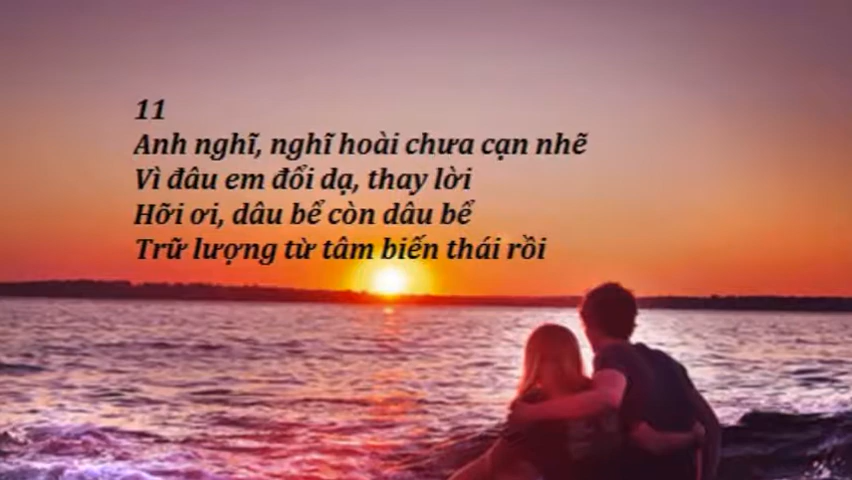 11
Anh nghĩ, nghĩ hoài chưa cạn nhẽ
Vì đâu em đổi dạ, thay lời
Hỡi ơi, dâu bể còn dâu bể
Trữ lượng từ tâm biến thái rồi